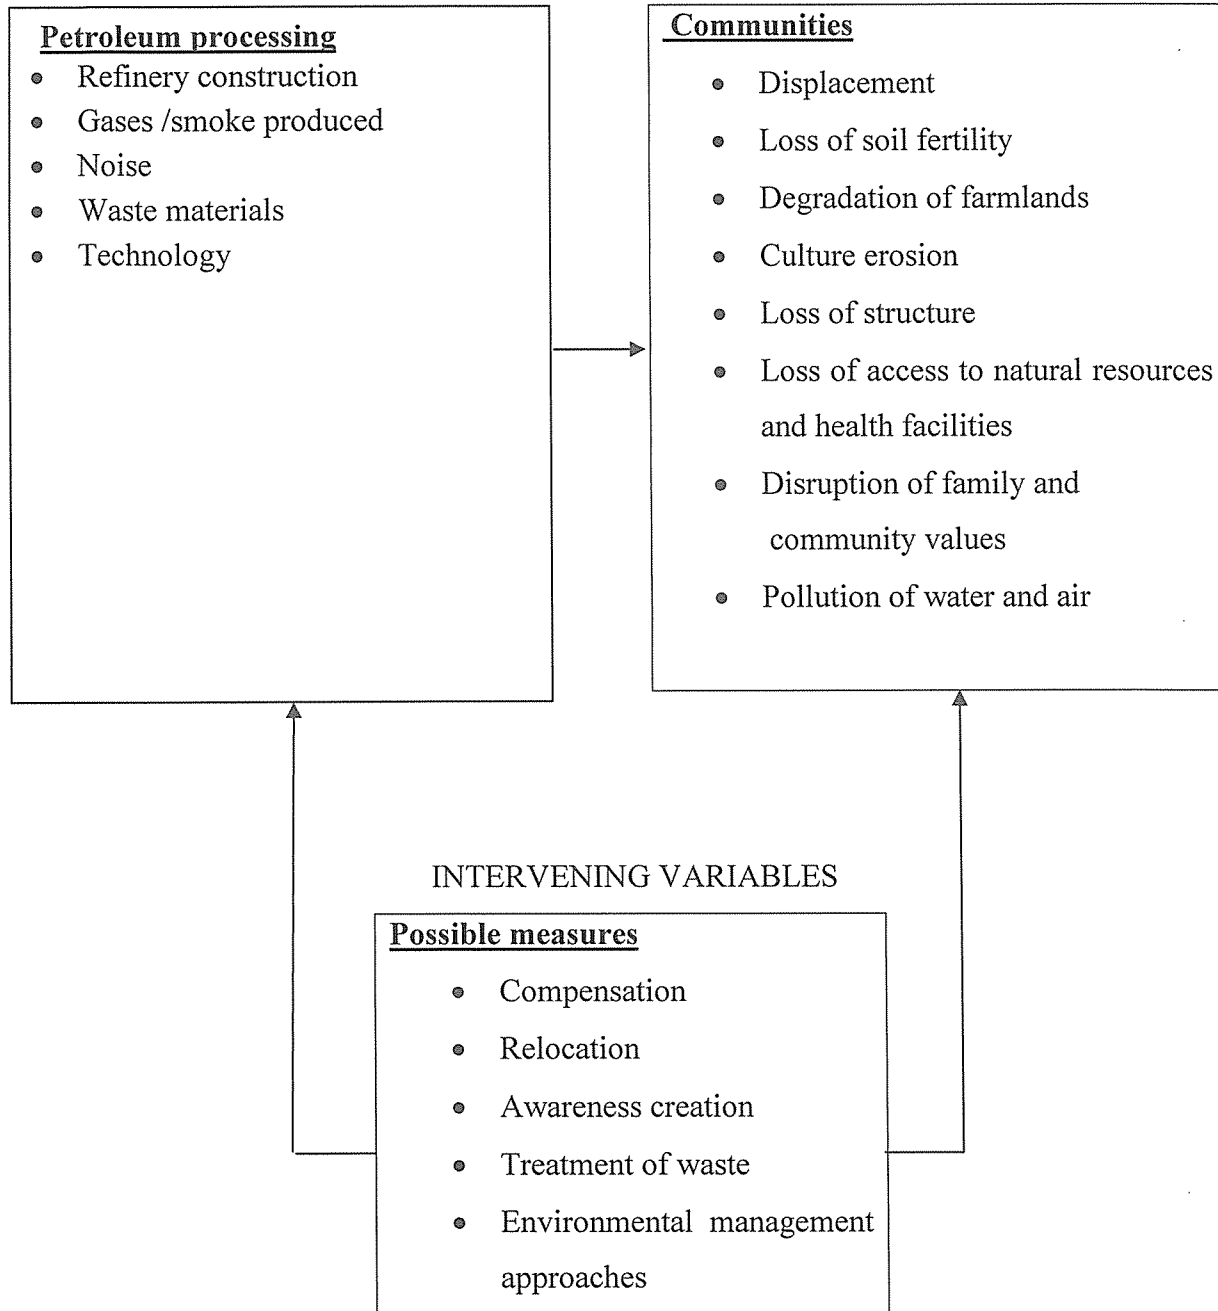 Petroleum processing
• Refinery construction
• Gases /smoke produced
• Noise
• Waste materials
• Technology
Communities
• Displacement
• Loss of soil fertility
• Degradation of farmlands
• Culture erosion
• Loss of structure
• Loss of access to natural resources
and health facilities
• Disruption of family and
community values
• Pollution of water and air
INTERVENING VARIABLES
Possible measures
• Compensation
• Relocation
• Awareness creation
• Treatment of waste
• Environmental management
approaches